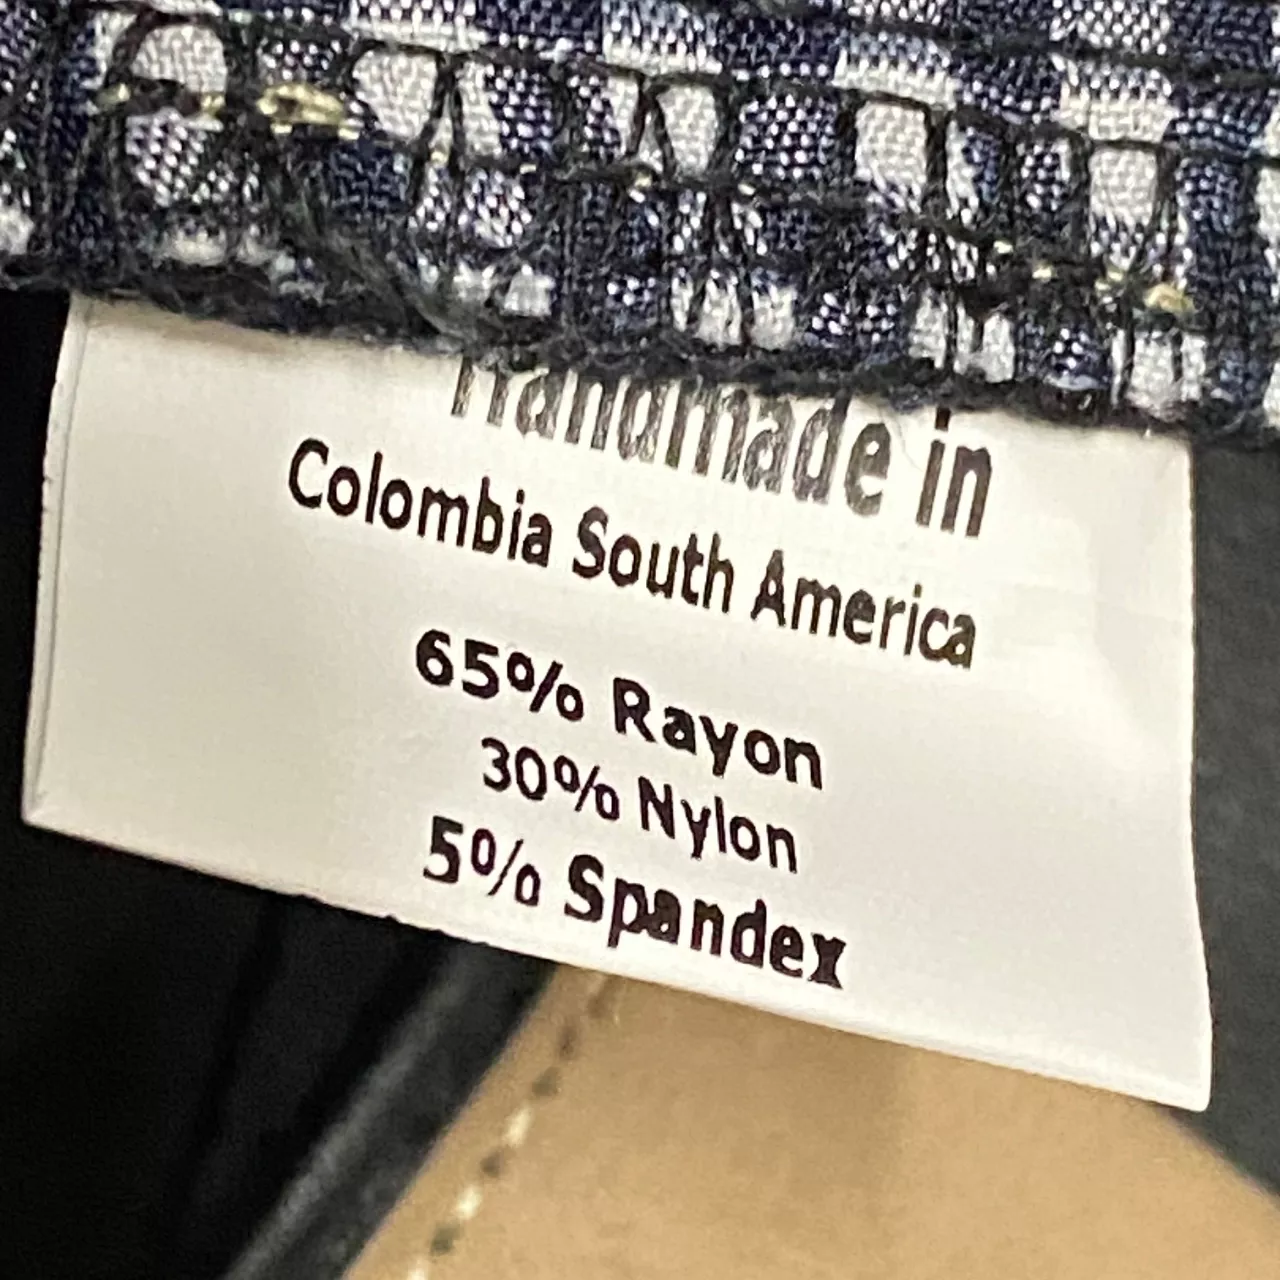 Handmade in
Colombia South America
65% Rayon
30% Nylon
5% Spandex